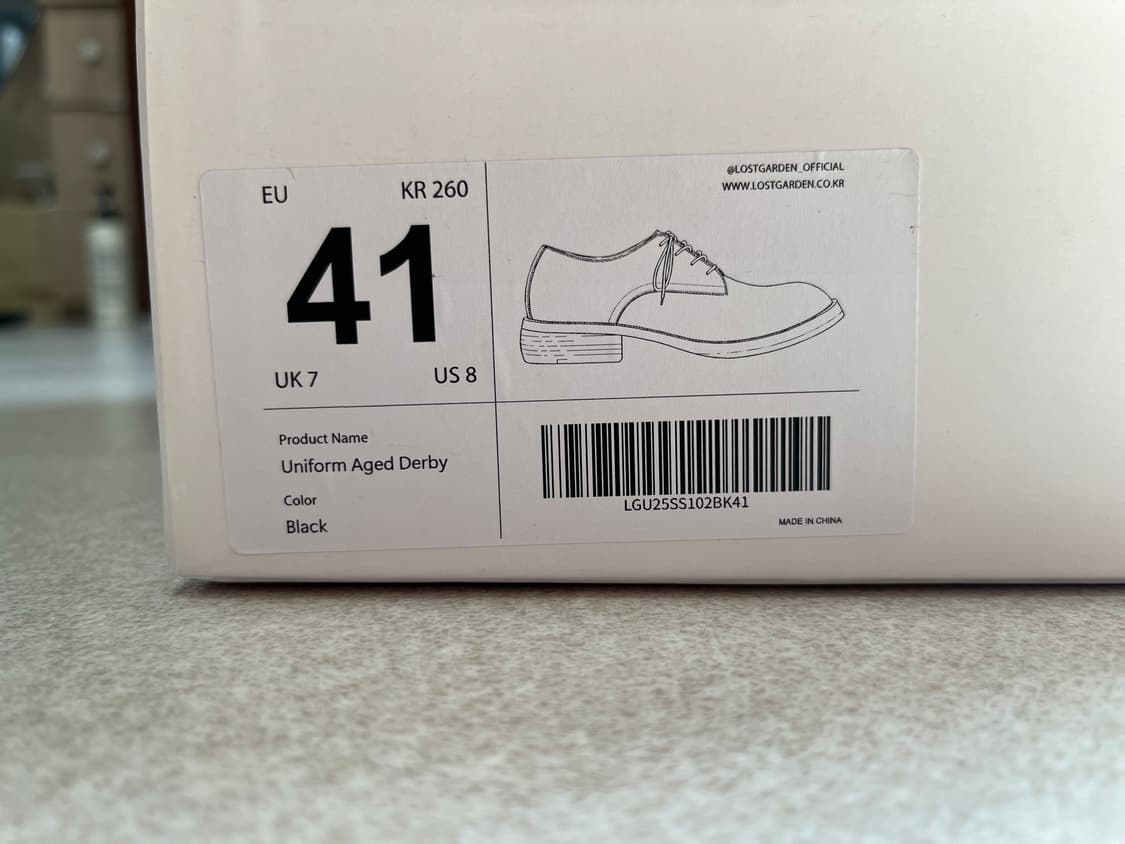 EU KR 260
41
UK 7 US 8
Product Name
Uniform Aged Derby
Color
Black
@LOSTGARDEN_OFFICIAL
WWW.LOSTGARDEN.CO.KR
LGU25SS102BK41
MADE IN CHINA